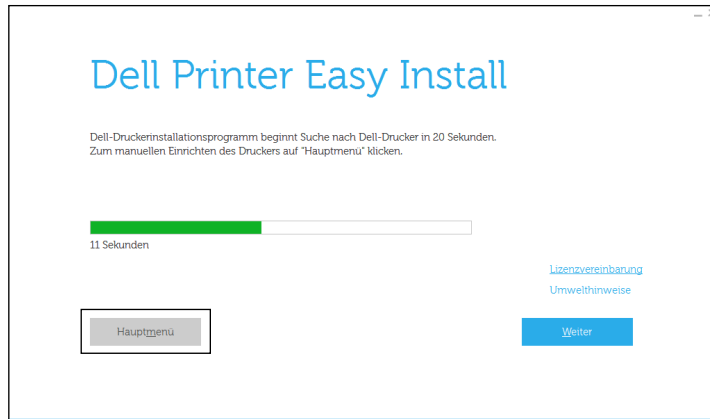 Dell Printer Easy Install
Dell-Druckerinstallationsprogramm beginnt Suche nach Dell-Drucker in 20 Sekunden.
Zum manuellen Einrichten des Druckers auf "Hauptmenü" klicken.
11 Sekunden
Lizenzvereinbarung
Umwelthinweise
Hauptmenü
Weiter